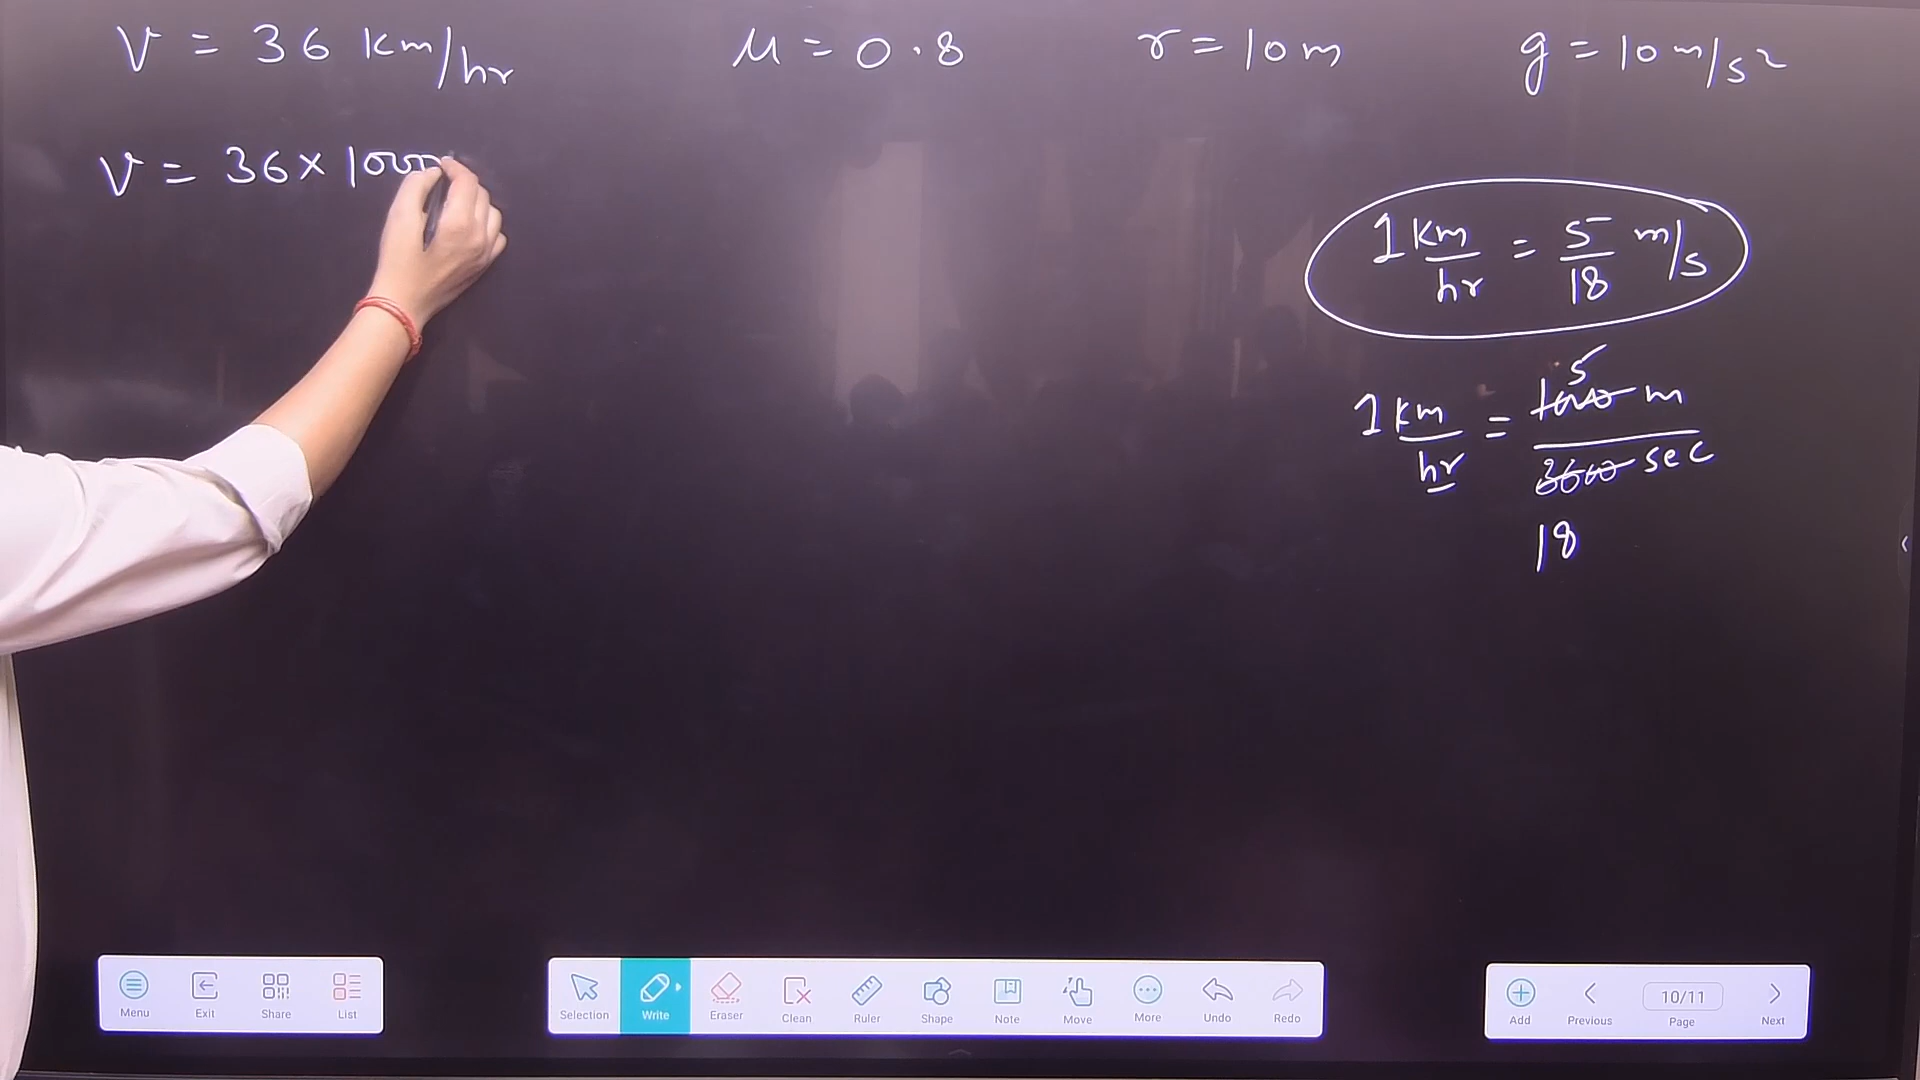 V = 36 Km/hr μ = 0.8 r = 10 m g = 10 m/s²
V = 36 × 1000
1 Km/hr = 5/18 m/s
5
1 Km/hr = 1000 m/3600 sec
18
Menu Exit Share List Selection Write Eraser Clean Ruler Shape Note Move More Undo Redo Add Previous 10/11 Page Next